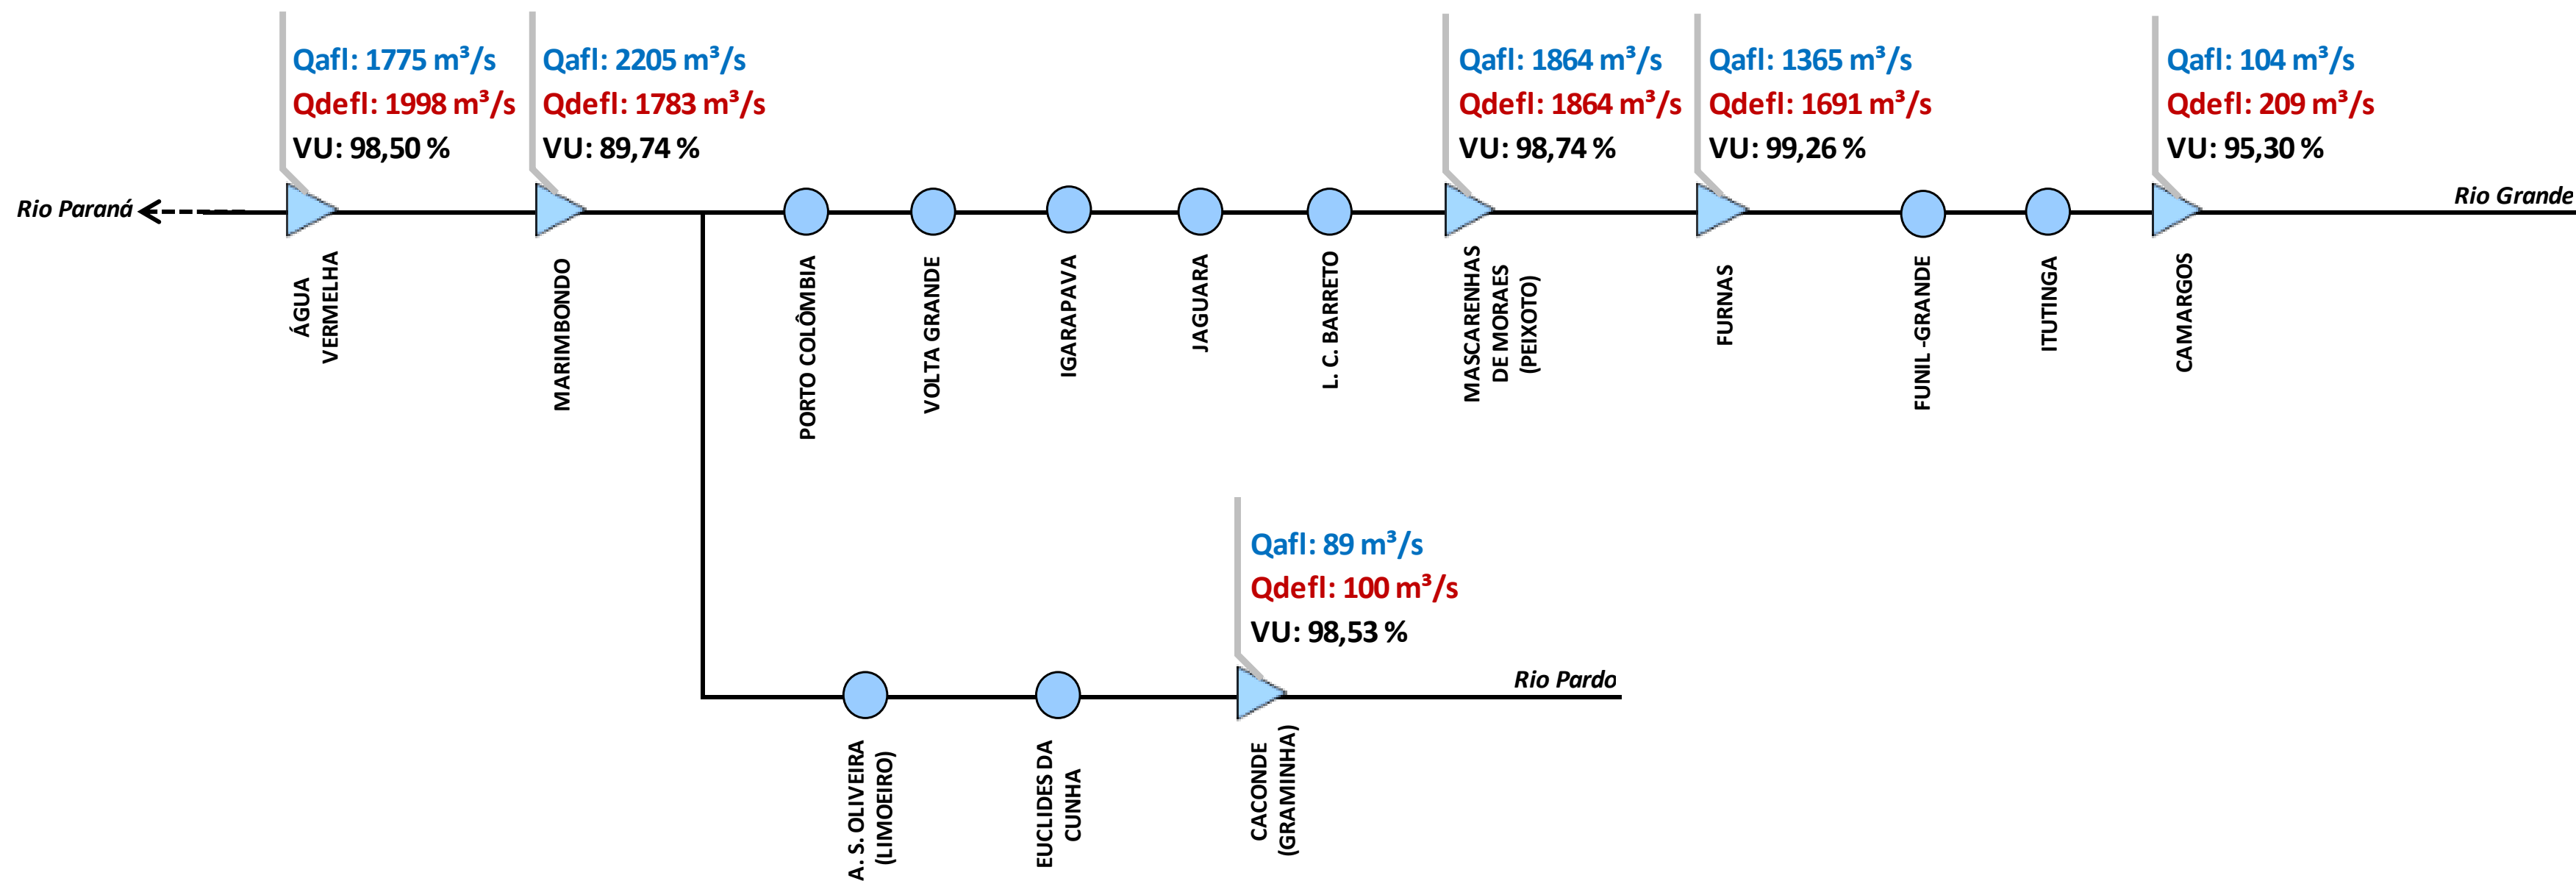 Qafl: 1775 m³/s
Qdefl: 1998 m³/s
VU: 98,50 %
Qafl: 2205 m³/s
Qdefl: 1783 m³/s
VU: 89,74 %
Qafl: 1864 m³/s
Qdefl: 1864 m³/s
VU: 98,74 %
Qafl: 1365 m³/s
Qdefl: 1691 m³/s
VU: 99,26 %
Qafl: 104 m³/s
Qdefl: 209 m³/s
VU: 95,30 %
Rio Paraná
Rio Grande
ÁGUA
VERMELHA
MARIMBONDO
PORTO COLÔMBIA
VOLTA GRANDE
IGARAPAVA
JAGUARA
L. C. BARRETO
MASCARENHAS
DE MORAES
(PEIXOTO)
FURNAS
FUNIL -GRANDE
ITUTINGA
CAMARGOS
Qafl: 89 m³/s
Qdefl: 100 m³/s
VU: 98,53 %
Rio Pardo
A. S. OLIVEIRA
(LIMOEIRO)
EUCLIDES DA
CUNHA
CACONDE
(GRAMINHA)